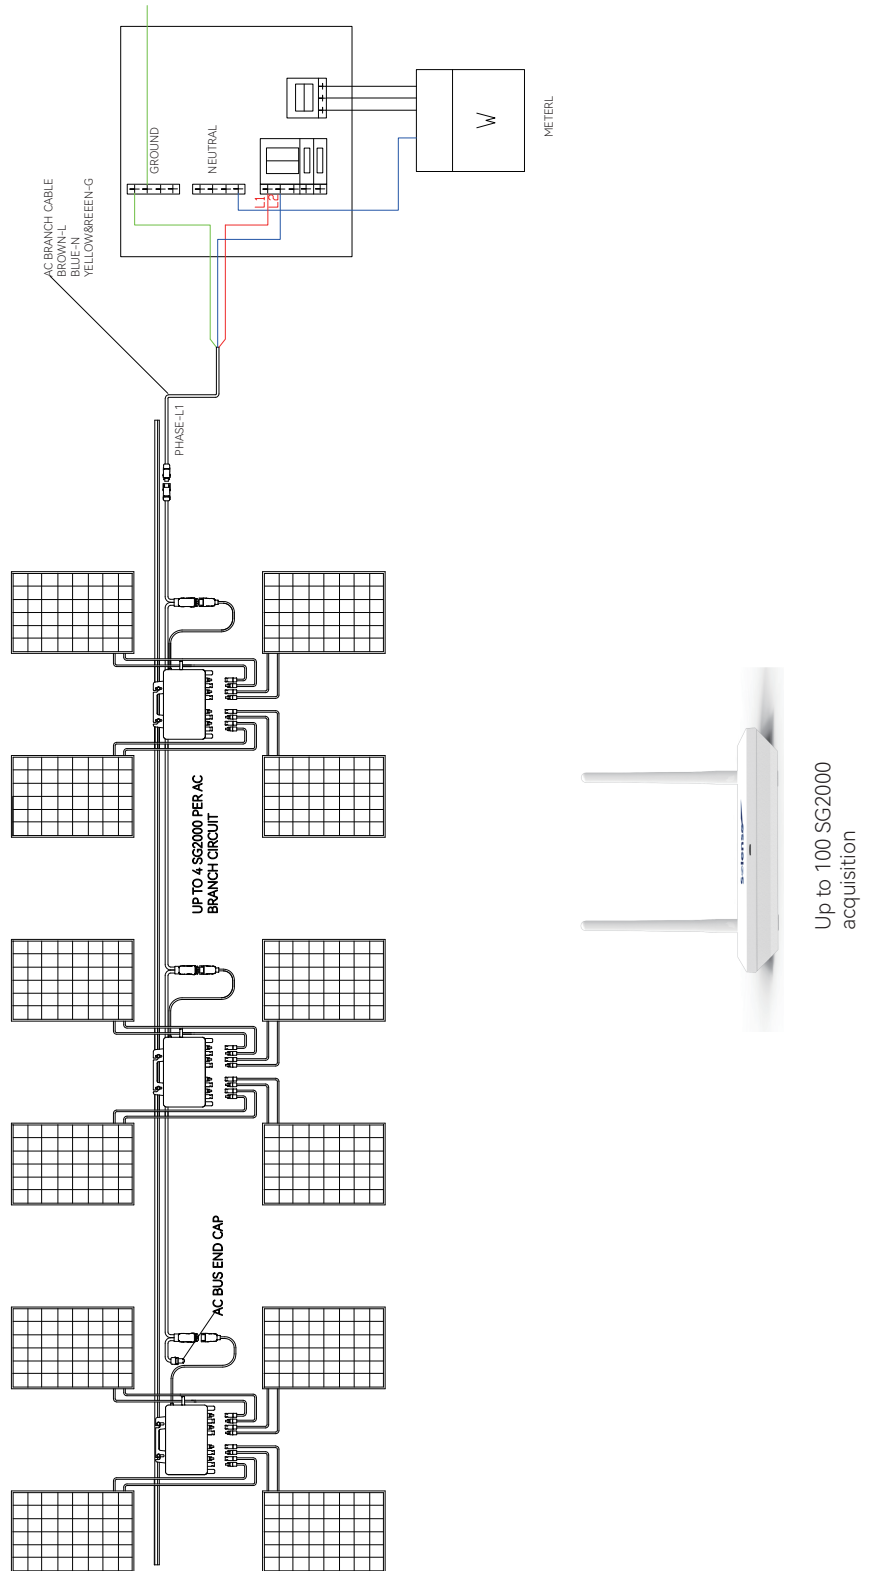 AC BRANCH CABLE
BROWN-L
BLUE-N
YELLOW&REEEN-G
GROUND
NEUTRAL
L1
L2
W
METERL
PHASE-L1
UP TO 4 SG2000 PER AC
BRANCH CIRCUIT
AC BUS END CAP
solensa
Up to 100 SG2000
acquisition